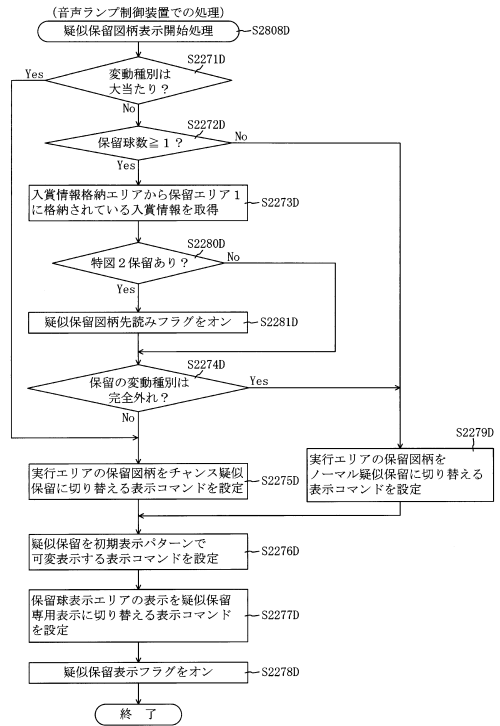 (音声ランプ制御装置での処理)
疑似保留図柄表示開始処理
S2808D
S2271D
Yes
変動種別は
大当たり？
No
S2272D
保留球数≧１？
No
Yes
入賞情報格納エリアから保留エリア１
に格納されている入賞情報を取得
S2273D
S2280D
特図２保留あり？
No
Yes
疑似保留図柄先読みフラグをオン
S2281D
S2274D
保留の変動種別は
完全外れ？
Yes
No
S2279D
実行エリアの保留図柄を
ノーマル疑似保留に切り替える
表示コマンドを設定
実行エリアの保留図柄をチャンス疑似
保留に切り替える表示コマンドを設定
S2275D
疑似保留を初期表示パターンで
可変表示する表示コマンドを設定
S2276D
保留球表示エリアの表示を疑似保留
専用表示に切り替える表示コマンド
を設定
S2277D
疑似保留表示フラグをオン
S2278D
終　了